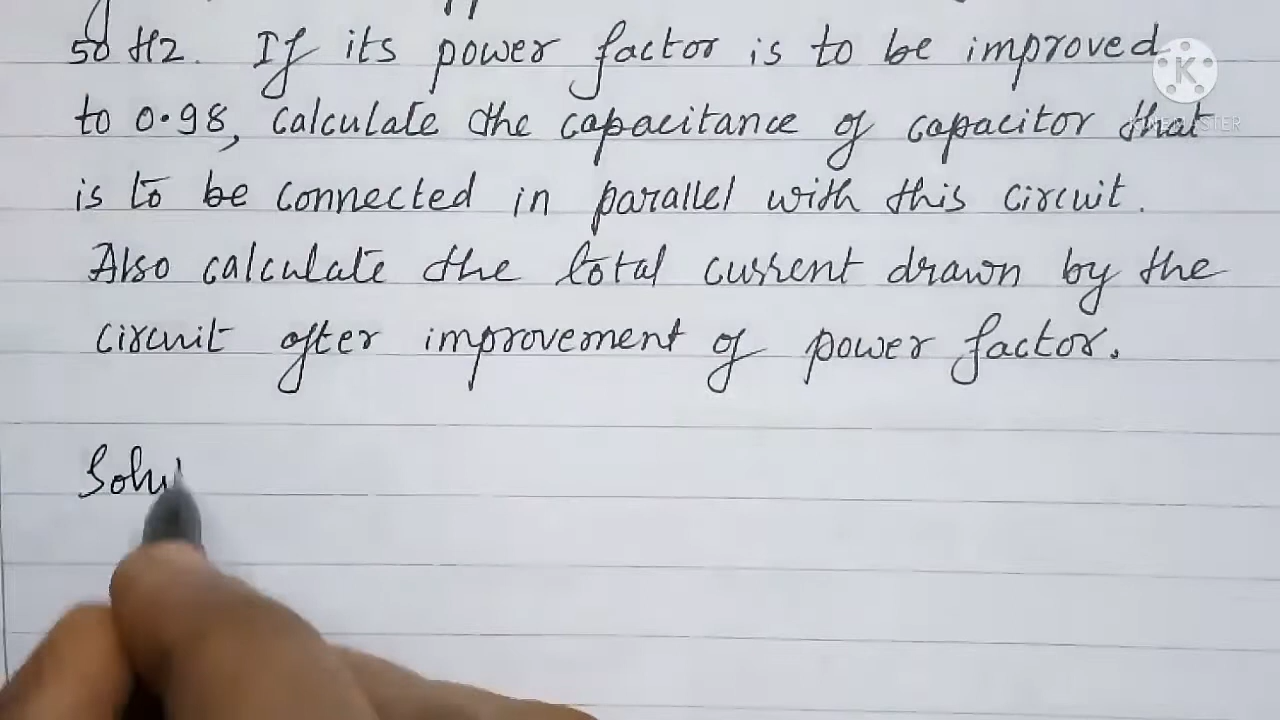 50 Hz. If its power factor is to be improved
to 0.98, calculate the capacitance of capacitor that
is to be connected in parallel with this circuit.
Also calculate the total current drawn by the
circuit after improvement of power factor.
Solu
K